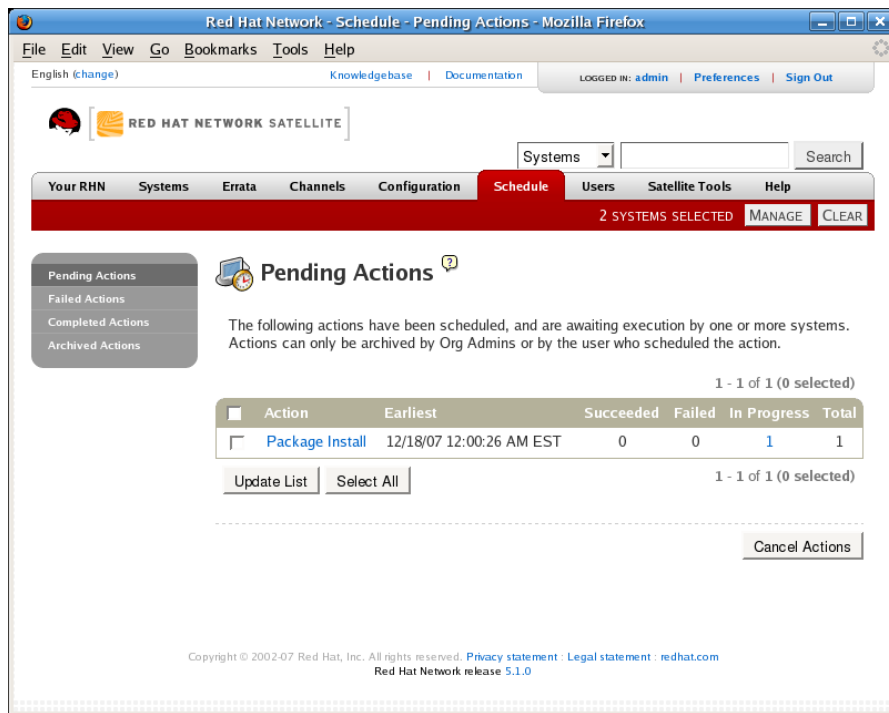 Red Hat Network - Schedule - Pending Actions - Mozilla Firefox
File Edit View Go Bookmarks Tools Help
English (change) Knowledgebase | Documentation LOGGED IN: admin | Preferences | Sign Out
RED HAT NETWORK SATELLITE
Systems Search
Your RHN Systems Errata Channels Configuration Schedule Users Satellite Tools Help
2 SYSTEMS SELECTED MANAGE CLEAR
Pending Actions
Failed Actions
Completed Actions
Archived Actions
Pending Actions ?
The following actions have been scheduled, and are awaiting execution by one or more systems.
Actions can only be archived by Org Admins or by the user who scheduled the action.
1 - 1 of 1 (0 selected)
Action Earliest Succeeded Failed In Progress Total
Package Install 12/18/07 12:00:26 AM EST 0 0 1 1
Update List Select All 1 - 1 of 1 (0 selected)
Cancel Actions
Copyright © 2002-07 Red Hat, Inc. All rights reserved. Privacy statement : Legal statement : redhat.com
Red Hat Network release 5.1.0